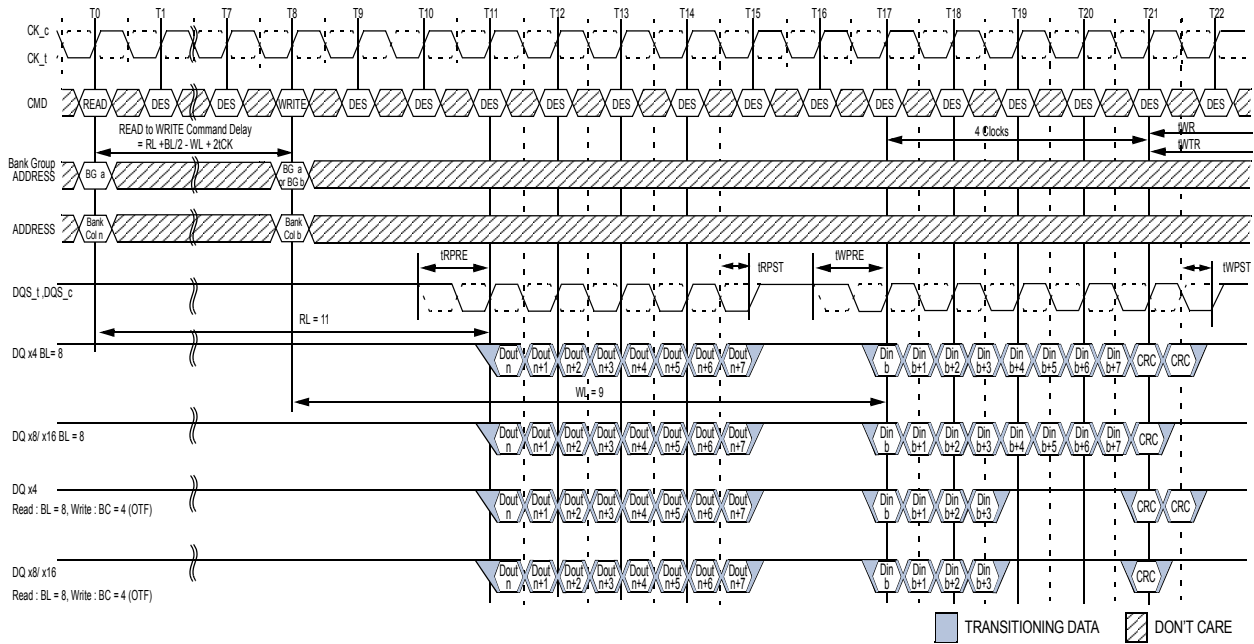 T0 T1 T7 T8 T9 T10 T11 T12 T13 T14 T15 T16 T17 T18 T19 T20 T21 T22
CK_c
CK_t
CMD READ DES DES WRITE DES DES DES DES DES DES DES DES DES DES DES DES DES DES
READ to WRITE Command Delay
= RL +BL/2 - WL + 2tCK
4 Clocks
tWR
tWTR
Bank Group
ADDRESS
BG a
BG a
or BG b
ADDRESS
Bank
Col n
Bank
Col b
tRPRE
tRPST
tWPRE
tWPST
DQS_t ,DQS_c
RL = 11
DQ x4 BL= 8
Dout Dout Dout Dout Dout Dout Dout Dout Din Din Din Din Din Din Din Din
n n+1 n+2 n+3 n+4 n+5 n+6 n+7 b b+1 b+2 b+3 b+4 b+5 b+6 b+7 CRC CRC
WL = 9
DQ x8/ x16 BL = 8
Dout Dout Dout Dout Dout Dout Dout Dout Din Din Din Din Din Din Din Din
n n+1 n+2 n+3 n+4 n+5 n+6 n+7 b b+1 b+2 b+3 b+4 b+5 b+6 b+7 CRC
DQ x4
Read : BL = 8, Write : BC = 4 (OTF)
Dout Dout Dout Dout Dout Dout Dout Dout Din Din Din Din
n n+1 n+2 n+3 n+4 n+5 n+6 n+7 b b+1 b+2 b+3 CRC CRC
DQ x8/ x16
Read : BL = 8, Write : BC = 4 (OTF)
Dout Dout Dout Dout Dout Dout Dout Dout Din Din Din Din
n n+1 n+2 n+3 n+4 n+5 n+6 n+7 b b+1 b+2 b+3 CRC
TRANSITIONING DATA
DON'T CARE